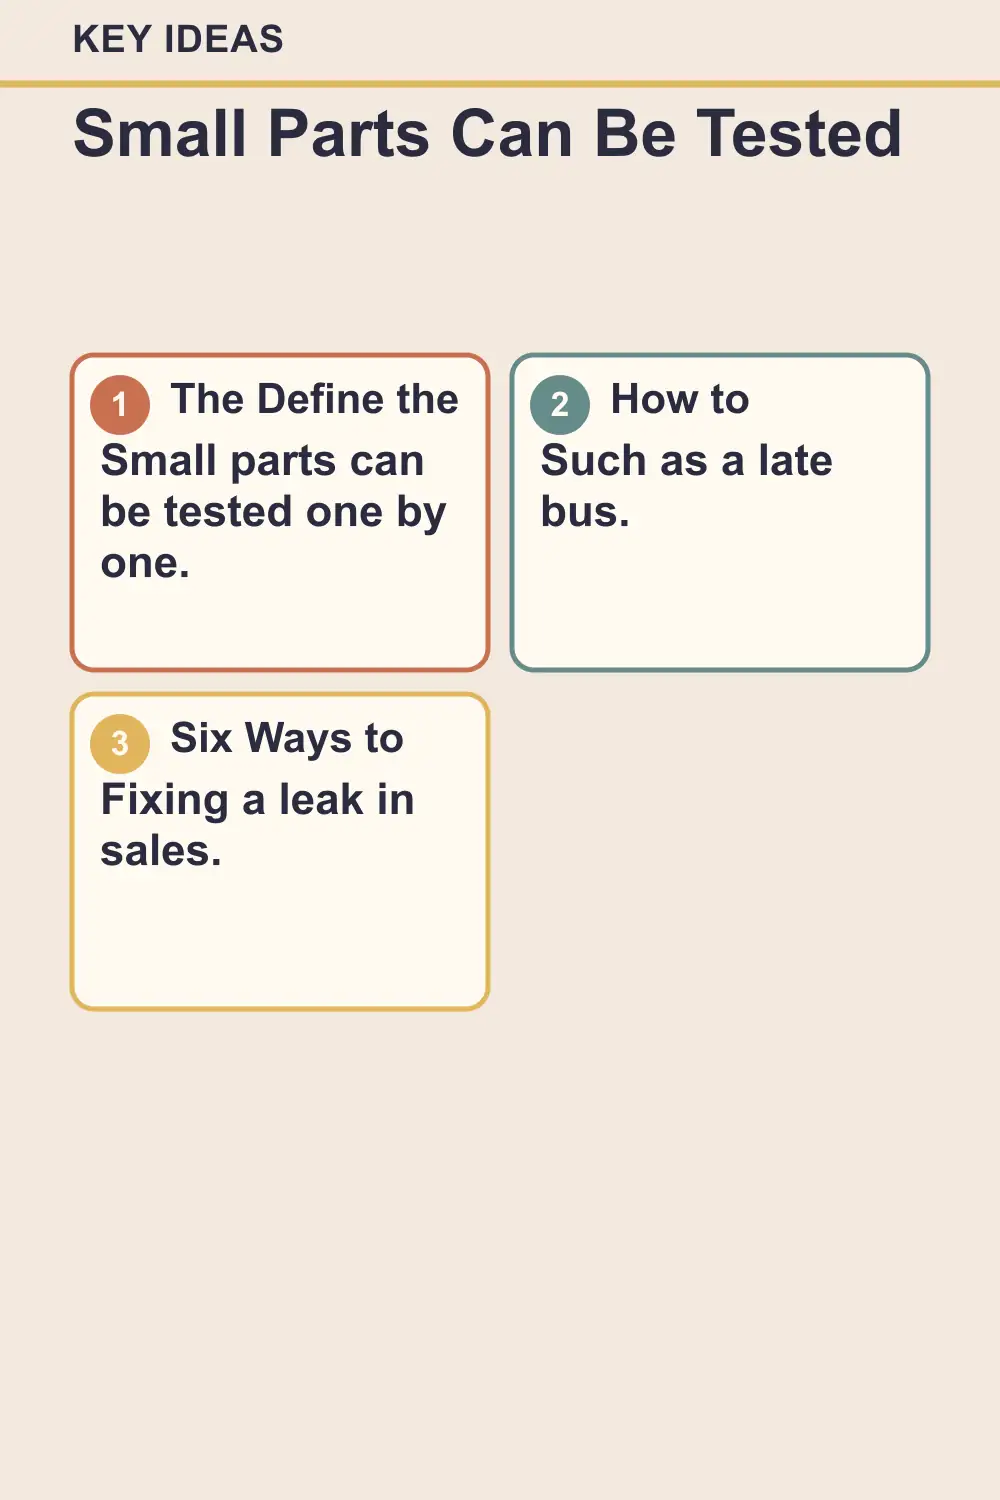 KEY IDEAS
Small Parts Can Be Tested
1 The Define the
Small parts can
be tested one by
one.
2 How to
Such as a late
bus.
3 Six Ways to
Fixing a leak in
sales.